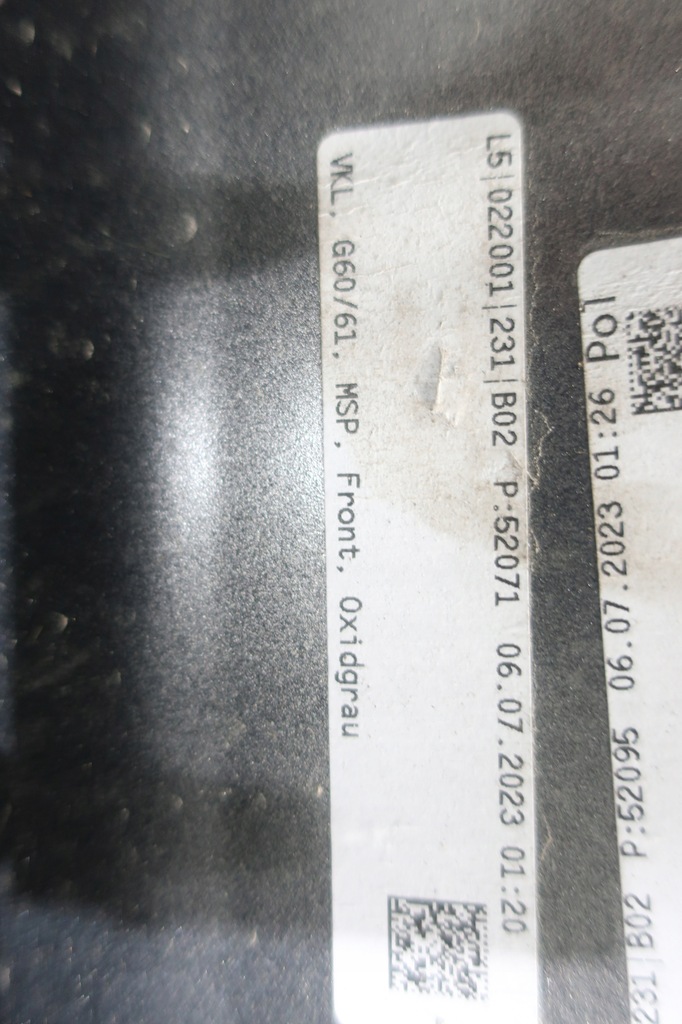 L5|022001|231|B02 P:52071 06.07.2023 01:20
VKL, G60/61, MSP, Front, Oxidgrau
231|B02 P:52095 06.07.2023 01:26 Pol